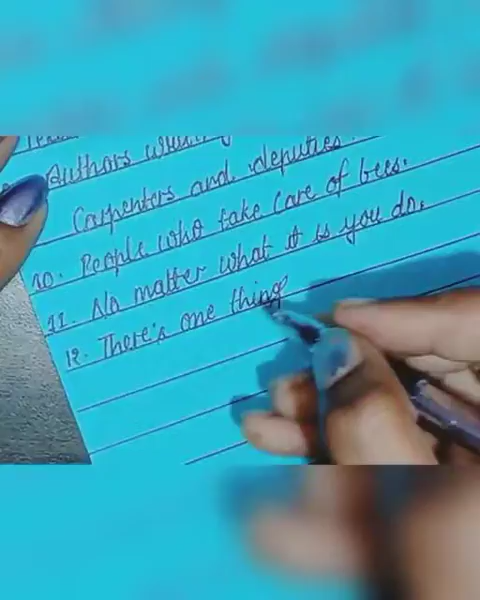 Authors
Carpenters and deputies.
10. People who take care of bees.
11. No matter what it is you do.
12. There's one thing